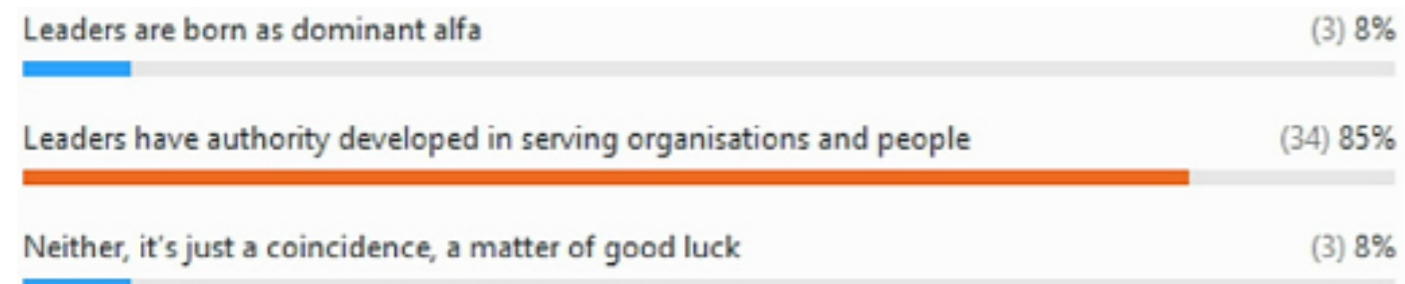 Leaders are born as dominant alfa (3) 8%
Leaders have authority developed in serving organisations and people (34) 85%
Neither, it's just a coincidence, a matter of good luck (3) 8%